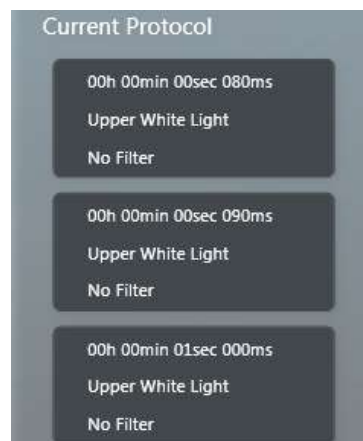 Current Protocol
00h 00min 00sec 080ms
Upper White Light
No Filter
00h 00min 00sec 090ms
Upper White Light
No Filter
00h 00min 01sec 000ms
Upper White Light
No Filter